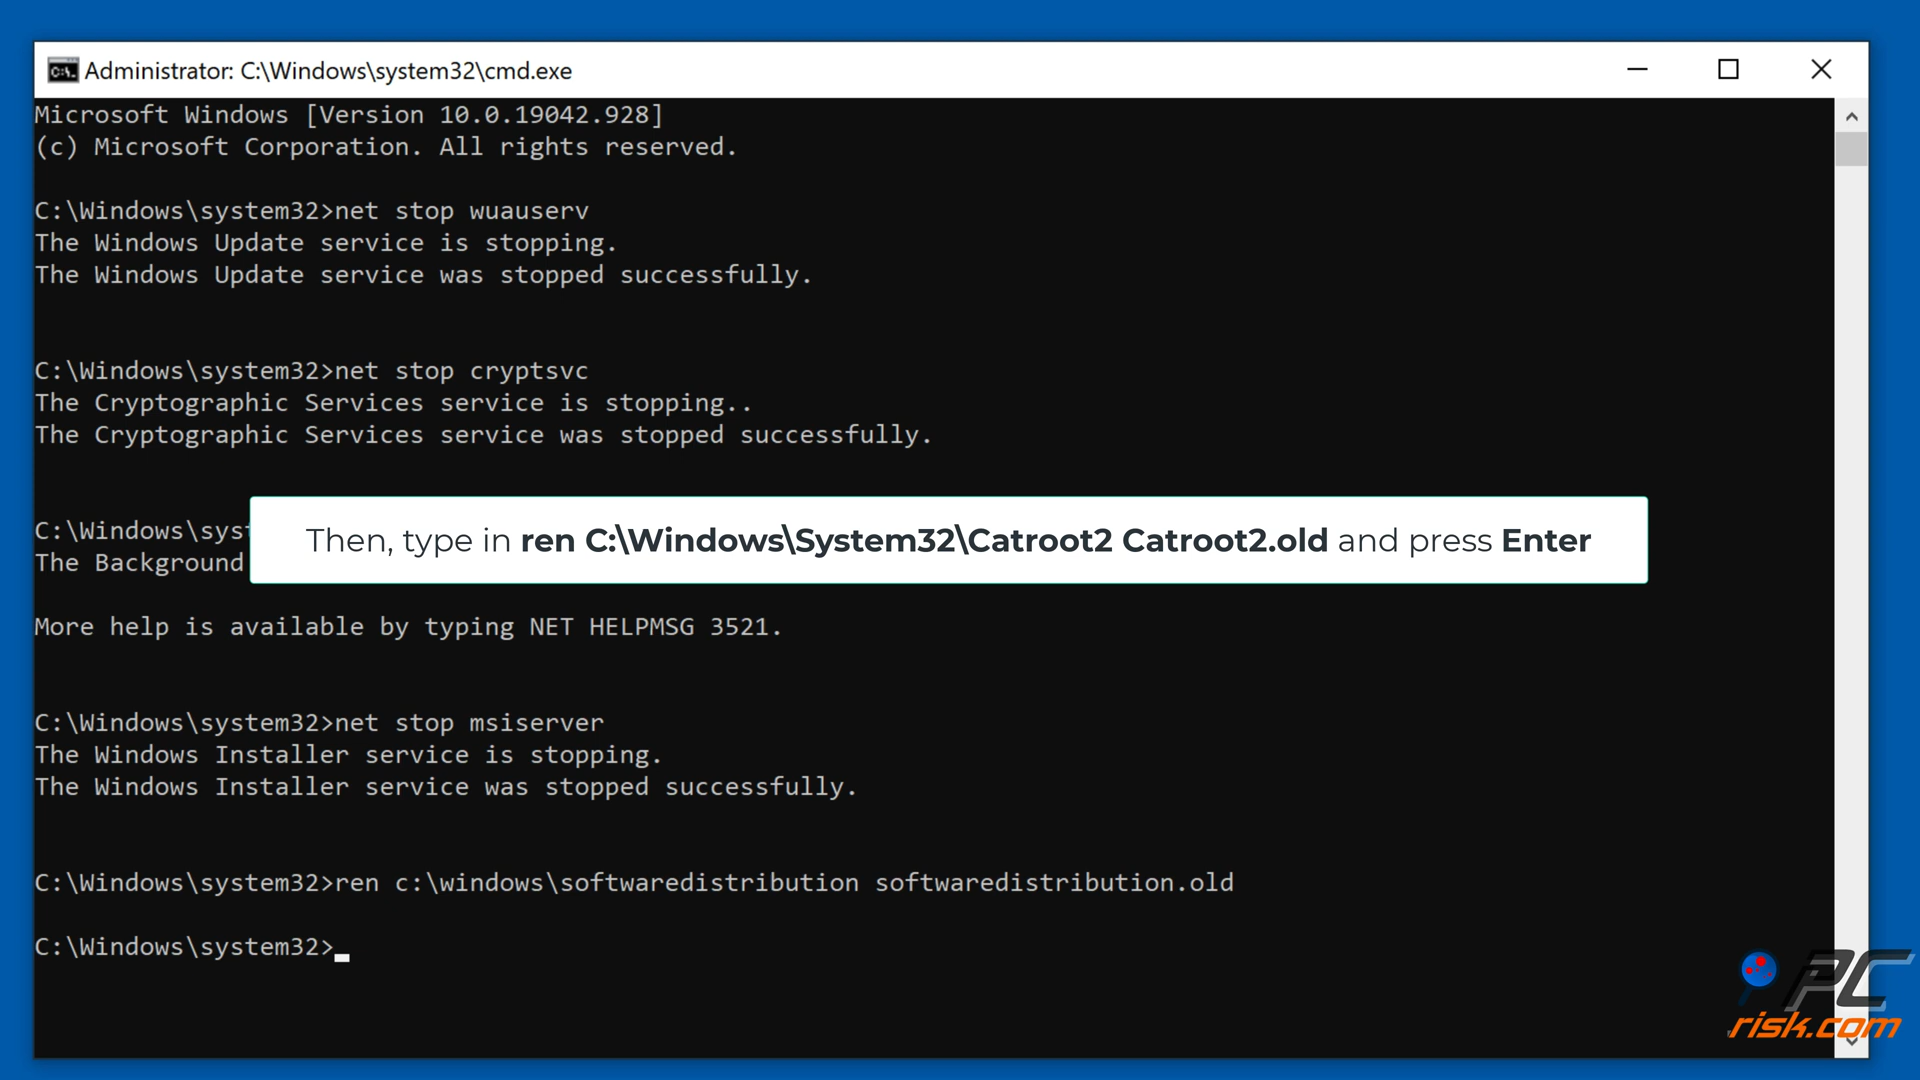 Administrator: C:\Windows\system32\cmd.exe
Microsoft Windows [Version 10.0.19042.928]
(c) Microsoft Corporation. All rights reserved.
C:\Windows\system32>net stop wuauserv
The Windows Update service is stopping.
The Windows Update service was stopped successfully.
C:\Windows\system32>net stop cryptsvc
The Cryptographic Services service is stopping..
The Cryptographic Services service was stopped successfully.
C:\Windows\syst
The Background
Then, type in ren C:\Windows\System32\Catroot2 Catroot2.old and press Enter
More help is available by typing NET HELPMSG 3521.
C:\Windows\system32>net stop msiserver
The Windows Installer service is stopping.
The Windows Installer service was stopped successfully.
C:\Windows\system32>ren c:\windows\softwaredistribution softwaredistribution.old
C:\Windows\system32>
PC
risk.com